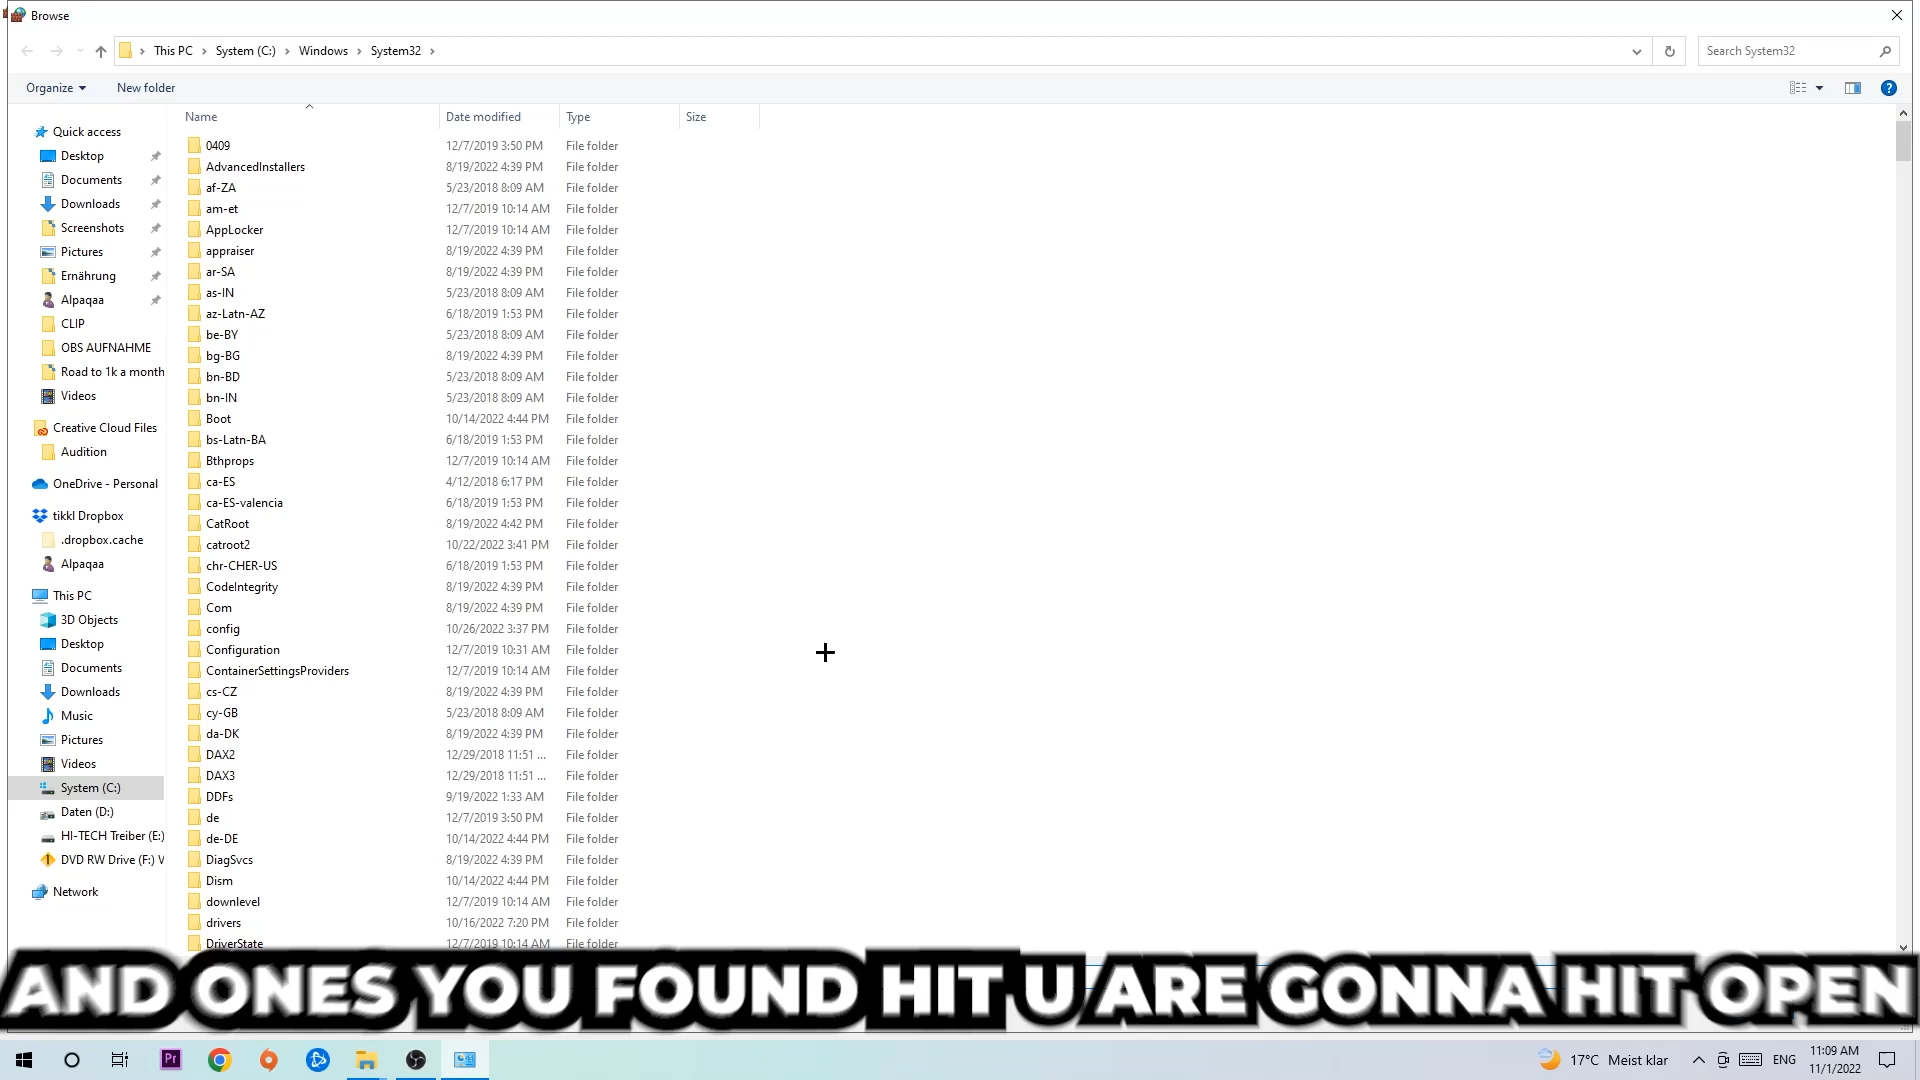 Browse
This PC
System (C:)
Windows
System32
Search System32
Organize
New folder
Name
Date modified
Type
Size
Quick access
Desktop
Documents
Downloads
Screenshots
Pictures
Ernährung
Alpaqaa
CLIP
OBS AUFNAHME
Road to 1k a month
Videos
Creative Cloud Files
Audition
OneDrive - Personal
tikkl Dropbox
.dropbox.cache
Alpaqaa
This PC
3D Objects
Desktop
Documents
Downloads
Music
Pictures
Videos
System (C:)
Daten (D:)
HI-TECH Treiber (E:)
DVD RW Drive (F:) V
Network
0409 12/7/2019 3:50 PM File folder
AdvancedInstallers 8/19/2022 4:39 PM File folder
af-ZA 5/23/2018 8:09 AM File folder
am-et 12/7/2019 10:14 AM File folder
AppLocker 12/7/2019 10:14 AM File folder
appraiser 8/19/2022 4:39 PM File folder
ar-SA 8/19/2022 4:39 PM File folder
as-IN 5/23/2018 8:09 AM File folder
az-Latn-AZ 6/18/2019 1:53 PM File folder
be-BY 5/23/2018 8:09 AM File folder
bg-BG 8/19/2022 4:39 PM File folder
bn-BD 5/23/2018 8:09 AM File folder
bn-IN 5/23/2018 8:09 AM File folder
Boot 10/14/2022 4:44 PM File folder
bs-Latn-BA 6/18/2019 1:53 PM File folder
Bthprops 12/7/2019 10:14 AM File folder
ca-ES 4/12/2018 6:17 PM File folder
ca-ES-valencia 6/18/2019 1:53 PM File folder
CatRoot 8/19/2022 4:42 PM File folder
catroot2 10/22/2022 3:41 PM File folder
chr-CHER-US 6/18/2019 1:53 PM File folder
CodeIntegrity 8/19/2022 4:39 PM File folder
Com 8/19/2022 4:39 PM File folder
config 10/26/2022 3:37 PM File folder
Configuration 12/7/2019 10:31 AM File folder
ContainerSettingsProviders 12/7/2019 10:14 AM File folder
cs-CZ 8/19/2022 4:39 PM File folder
cy-GB 5/23/2018 8:09 AM File folder
da-DK 8/19/2022 4:39 PM File folder
DAX2 12/29/2018 11:51 ... File folder
DAX3 12/29/2018 11:51 ... File folder
DDFs 9/19/2022 1:33 AM File folder
de 12/7/2019 3:50 PM File folder
de-DE 10/14/2022 4:44 PM File folder
DiagSvcs 8/19/2022 4:39 PM File folder
Dism 10/14/2022 4:44 PM File folder
downlevel 12/7/2019 10:14 AM File folder
drivers 10/16/2022 7:20 PM File folder
DriverState 12/7/2019 10:14 AM File folder
AND ONES YOU FOUND HIT U ARE GONNA HIT OPEN
Pr
17°C Meist klar
ENG
11:09 AM
11/1/2022